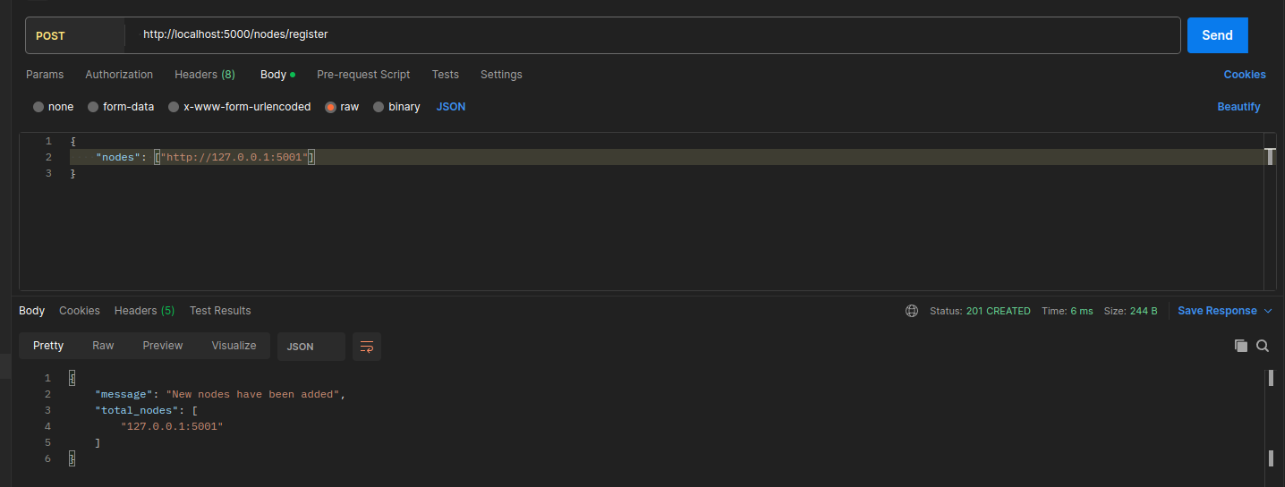 POST http://localhost:5000/nodes/register Send
Params Authorization Headers (8) Body Pre-request Script Tests Settings Cookies
none form-data x-www-form-urlencoded raw binary JSON Beautify
1 {
2 "nodes": ["http://127.0.0.1:5001"]
3 }
Body Cookies Headers (5) Test Results Status: 201 CREATED Time: 6 ms Size: 244 B Save Response
Pretty Raw Preview Visualize JSON
1 {
2 "message": "New nodes have been added",
3 "total_nodes": [
4 "127.0.0.1:5001"
5 ]
6 }